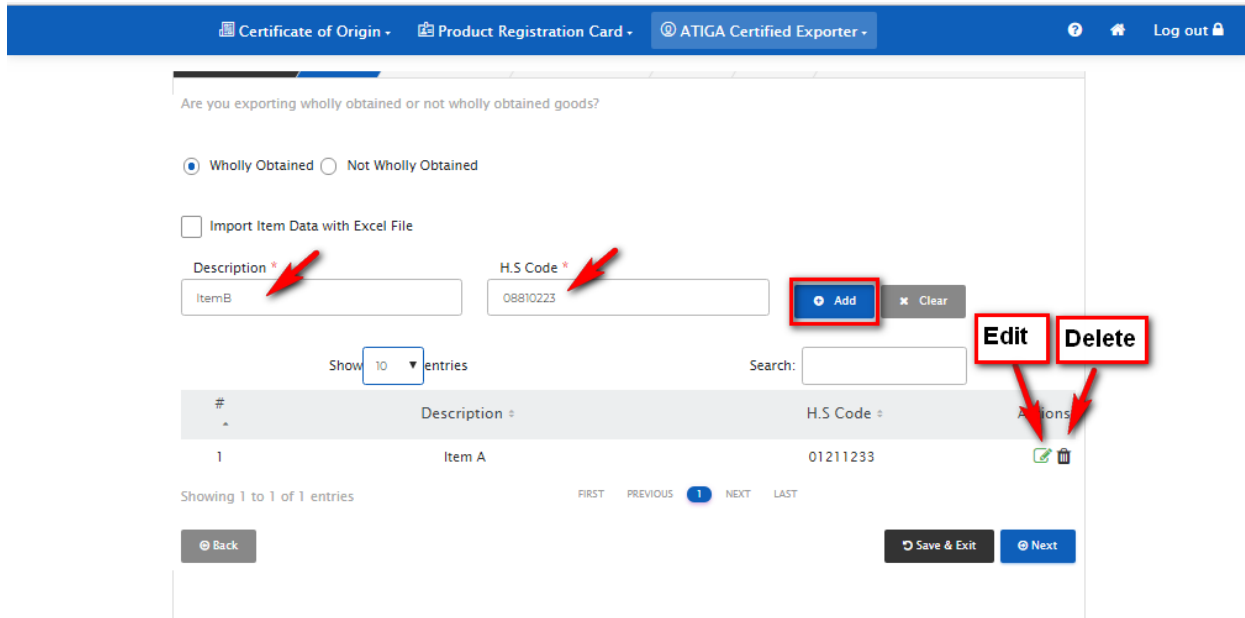 Certificate of Origin Product Registration Card ATIGA Certified Exporter Log out
Are you exporting wholly obtained or not wholly obtained goods?
Wholly Obtained Not Wholly Obtained
Import Item Data with Excel File
Description * H.S Code *
ItemB 08810223 Add Clear
Edit Delete
Show 10 entries Search:
# Description H.S Code
1 Item A 01211233
Showing 1 to 1 of 1 entries FIRST PREVIOUS 1 NEXT LAST
Back Save & Exit Next